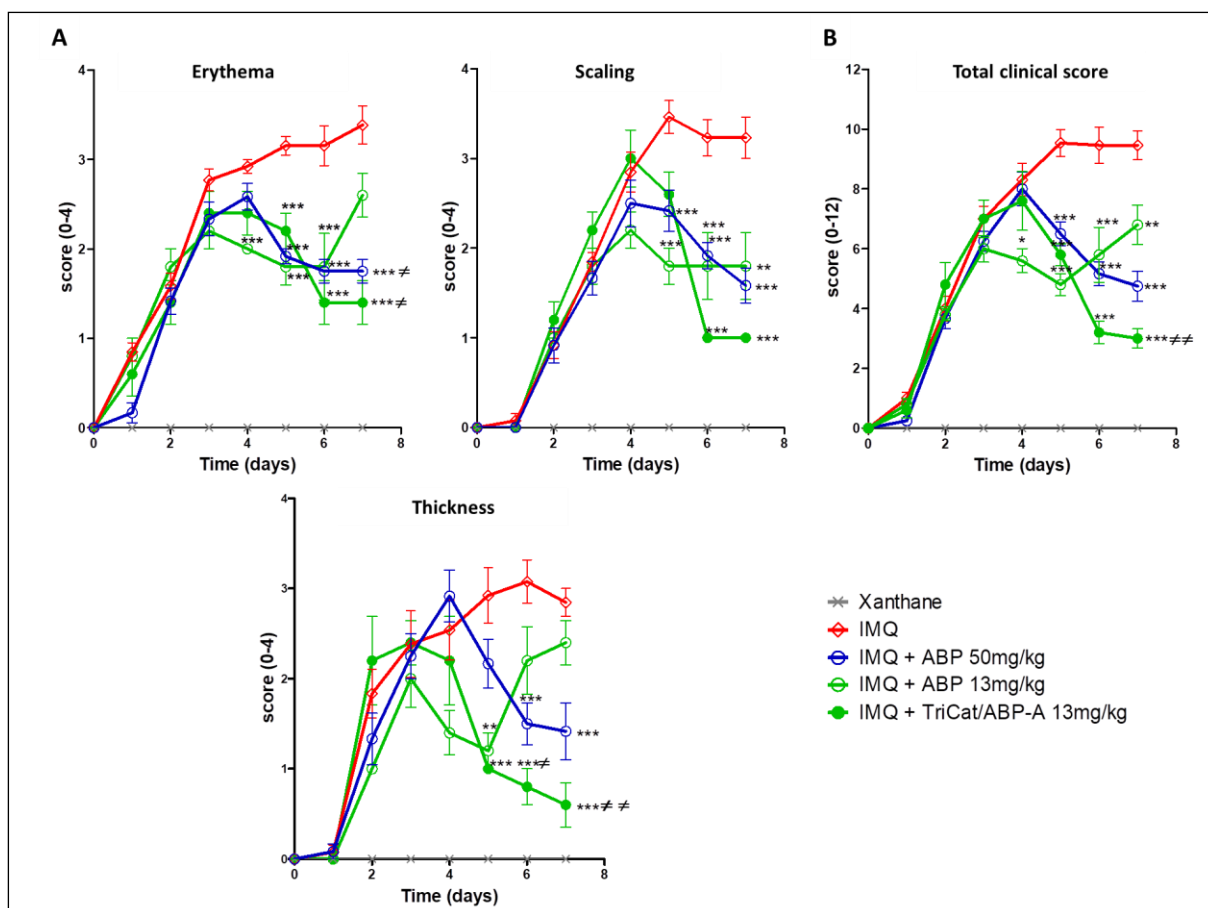 A
Erythema
score (0-4)
4
3
2
1
0
0 2 4 6 8
Time (days)
***
***
***
***
***
***
***
*** ≠
*** ≠
Scaling
score (0-4)
4
3
2
1
0
0 2 4 6 8
Time (days)
***
***
***
***
***
**
***
***
B
Total clinical score
score (0-12)
12
10
8
6
4
2
0
0 2 4 6 8
Time (days)
*
***
***
***
***
***
***
**
***
***≠≠
Thickness
score (0-4)
4
3
2
1
0
0 2 4 6 8
Time (days)
**
***
*** ***≠
***
***≠ ≠
Xanthane
IMQ
IMQ + ABP 50mg/kg
IMQ + ABP 13mg/kg
IMQ + TriCat/ABP-A 13mg/kg